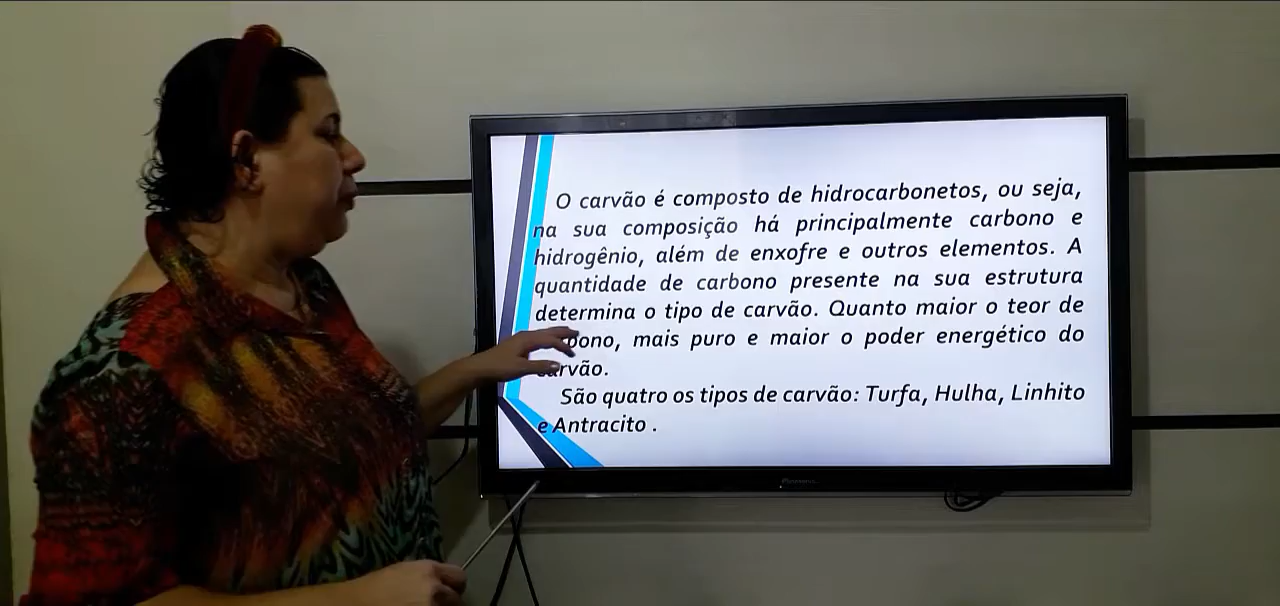 O carvão é composto de hidrocarbonetos, ou seja,
na sua composição há principalmente carbono e
hidrogênio, além de enxofre e outros elementos. A
quantidade de carbono presente na sua estrutura
determina o tipo de carvão. Quanto maior o teor de
mais puro e maior o poder energético do
carvão.
São quatro os tipos de carvão: Turfa, Hulha, Linhito
e Antracito .
Panasonic